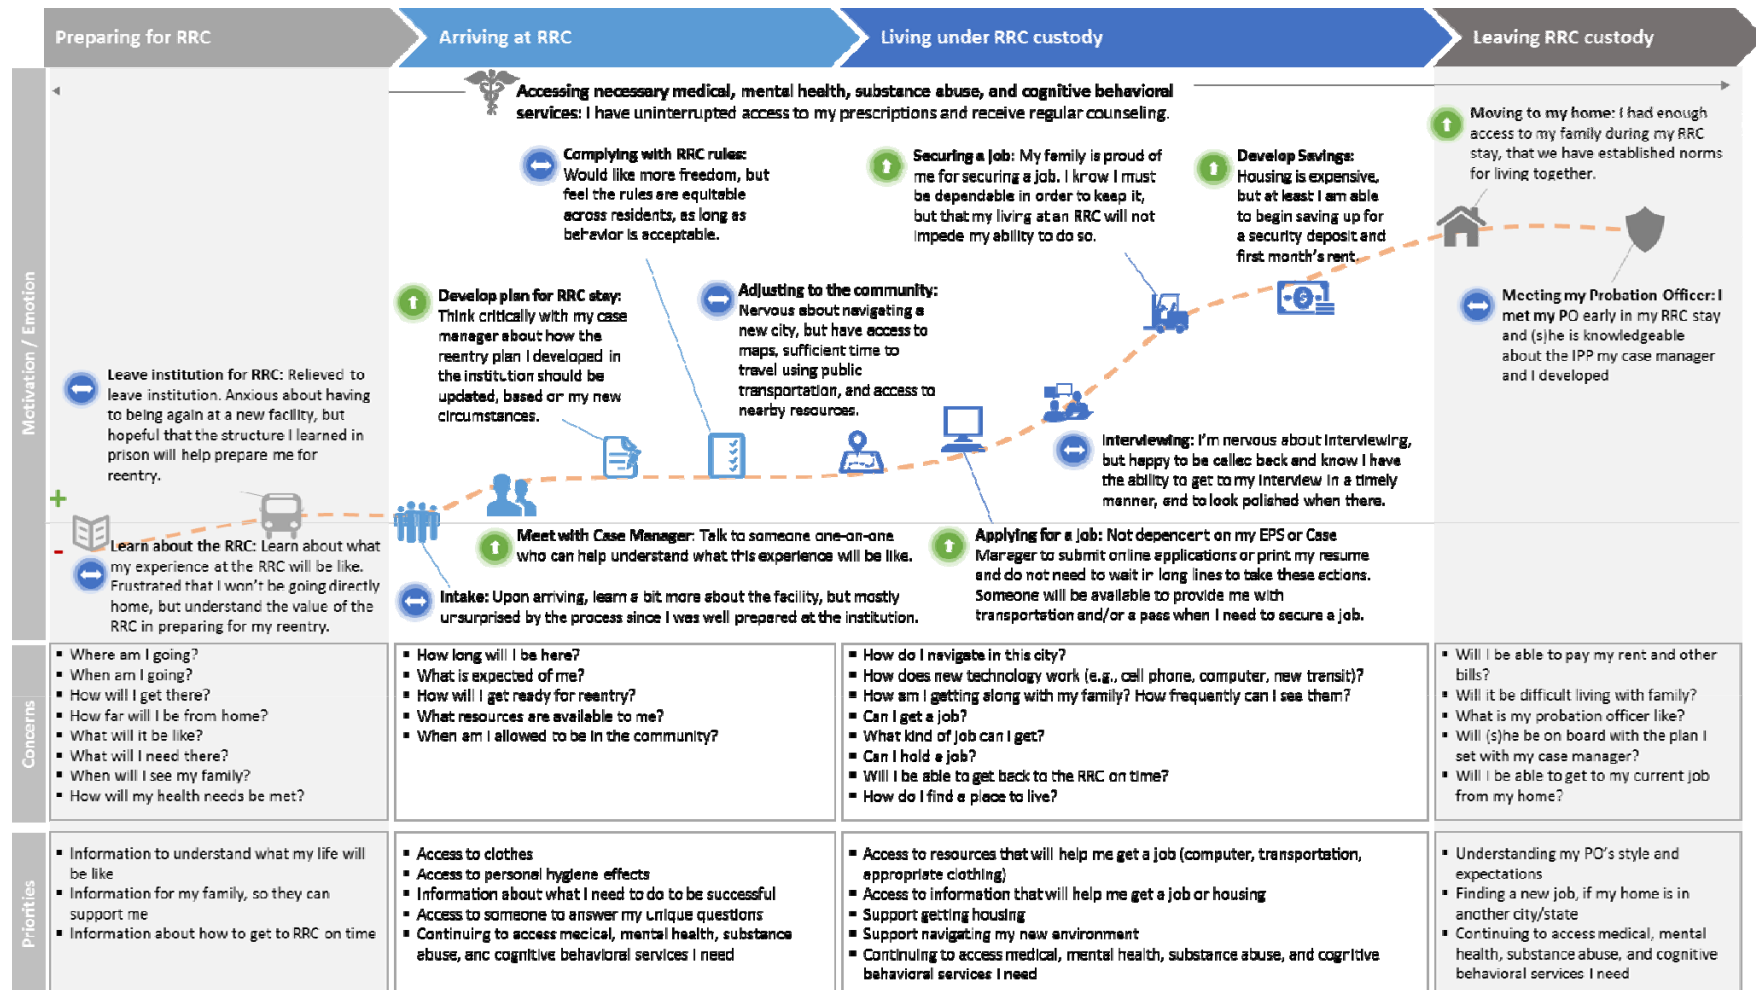 Preparing for RRC
Arriving at RRC
Living under RRC custody
Leaving RRC custody
Motivation / Emotion
Accessing necessary medical, mental health, substance abuse, and cognitive behavioral
services: I have uninterrupted access to my prescriptions and receive regular counseling.
Leave institution for RRC: Relieved to
leave institution. Anxious about having
to being again at a new facility, but
hopeful that the structure I learned in
prison will help prepare me for
reentry.
+
-
Learn about the RRC: Learn about what
my experience at the RRC will be like.
Frustrated that I won't be going directly
home, but understand the value of the
RRC in preparing for my reentry.
Complying with RRC rules:
Would like more freedom, but
feel the rules are equitable
across residents, as long as
behavior is acceptable.
Develop plan for RRC stay:
Think critically with my case
manager about how the
reentry plan I developed in
the institution should be
updated, based on my new
circumstances.
Adjusting to the community:
Nervous about navigating a
new city, but have access to
maps, sufficient time to
travel using public
transportation, and access to
nearby resources.
Meet with Case Manager: Talk to someone one-on-one
who can help understand what this experience will be like.
Intake: Upon arriving, learn a bit more about the facility, but mostly
unsurprised by the process since I was well prepared at the institution.
Securing a job: My family is proud of
me for securing a job. I know I must
be dependable in order to keep it,
but that my living at an RRC will not
impede my ability to do so.
Develop Savings:
Housing is expensive,
but at least I am able
to begin saving up for
a security deposit and
first month's rent.
Interviewing: I'm nervous about interviewing,
but happy to be called back and know I have
the ability to get to my interview in a timely
manner, and to look polished when there.
Applying for a job: Not dependent on my EPS or Case
Manager to submit online applications or print my resume
and do not need to wait in long lines to take these actions.
Someone will be available to provide me with
transportation and/or a pass when I need to secure a job.
Moving to my home: I had enough
access to my family during my RRC
stay, that we have established norms
for living together.
Meeting my Probation Officer: I
met my PO early in my RRC stay
and (s)he is knowledgeable
about the IPP my case manager
and I developed
Concerns
▪ Where am I going?
▪ When am I going?
▪ How will I get there?
▪ How far will I be from home?
▪ What will it be like?
▪ What will I need there?
▪ When will I see my family?
▪ How will my health needs be met?
▪ How long will I be here?
▪ What is expected of me?
▪ How will I get ready for reentry?
▪ What resources are available to me?
▪ When am I allowed to be in the community?
▪ How do I navigate in this city?
▪ How does new technology work (e.g., cell phone, computer, new transit)?
▪ How am I getting along with my family? How frequently can I see them?
▪ Can I get a job?
▪ What kind of job can I get?
▪ Can I hold a job?
▪ Will I be able to get back to the RRC on time?
▪ How do I find a place to live?
▪ Will I be able to pay my rent and other
bills?
▪ Will it be difficult living with family?
▪ What is my probation officer like?
▪ Will (s)he be on board with the plan I
set with my case manager?
▪ Will I be able to get to my current job
from my home?
Priorities
▪ Information to understand what my life will
be like
▪ Information for my family, so they can
support me
▪ Information about how to get to RRC on time
▪ Access to clothes
▪ Access to personal hygiene effects
▪ Information about what I need to do to be successful
▪ Access to someone to answer my unique questions
▪ Continuing to access medical, mental health, substance
abuse, and cognitive behavioral services I need
▪ Access to resources that will help me get a job (computer, transportation,
appropriate clothing)
▪ Access to information that will help me get a job or housing
▪ Support getting housing
▪ Support navigating my new environment
▪ Continuing to access medical, mental health, substance abuse, and cognitive
behavioral services I need
▪ Understanding my PO's style and
expectations
▪ Finding a new job, if my home is in
another city/state
▪ Continuing to access medical, mental
health, substance abuse, and cognitive
behavioral services I need